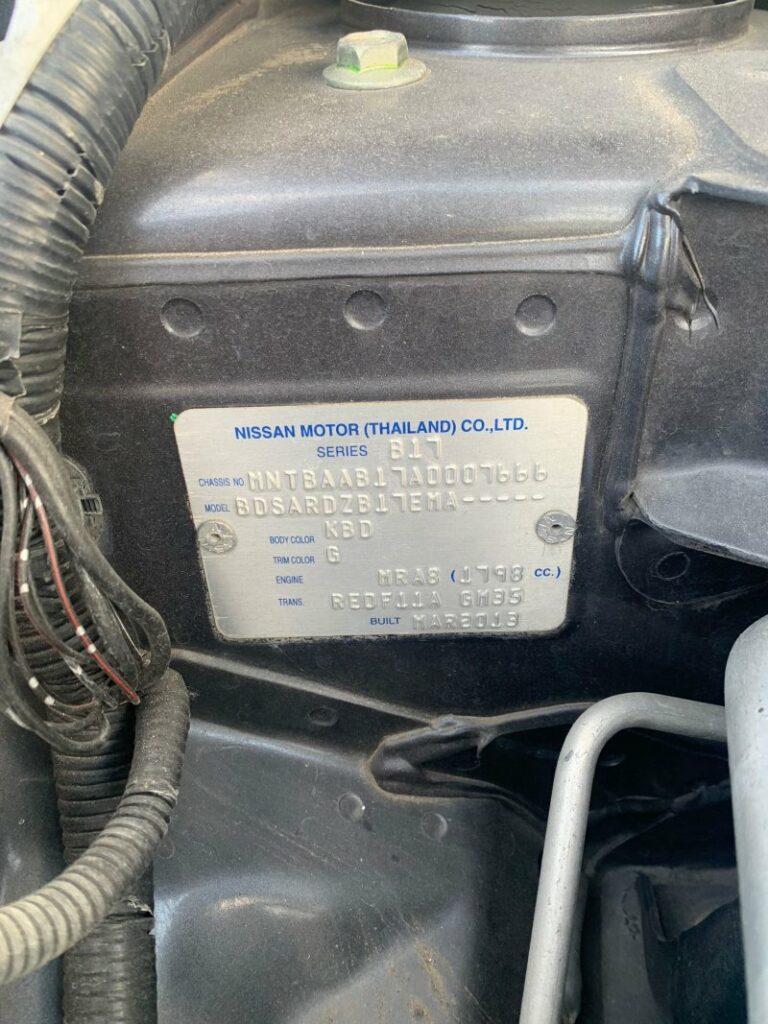 NISSAN MOTOR (THAILAND) CO.,LTD.
SERIES B17
CHASSIS NO. MNTBAAB17A0007666
MODEL BDSARDZB17EMA-----
BODY COLOR KBD
TRIM COLOR G
ENGINE MRA8 (1798 CC.)
TRANS. RE0F11A GM35
BUILT MAR2013